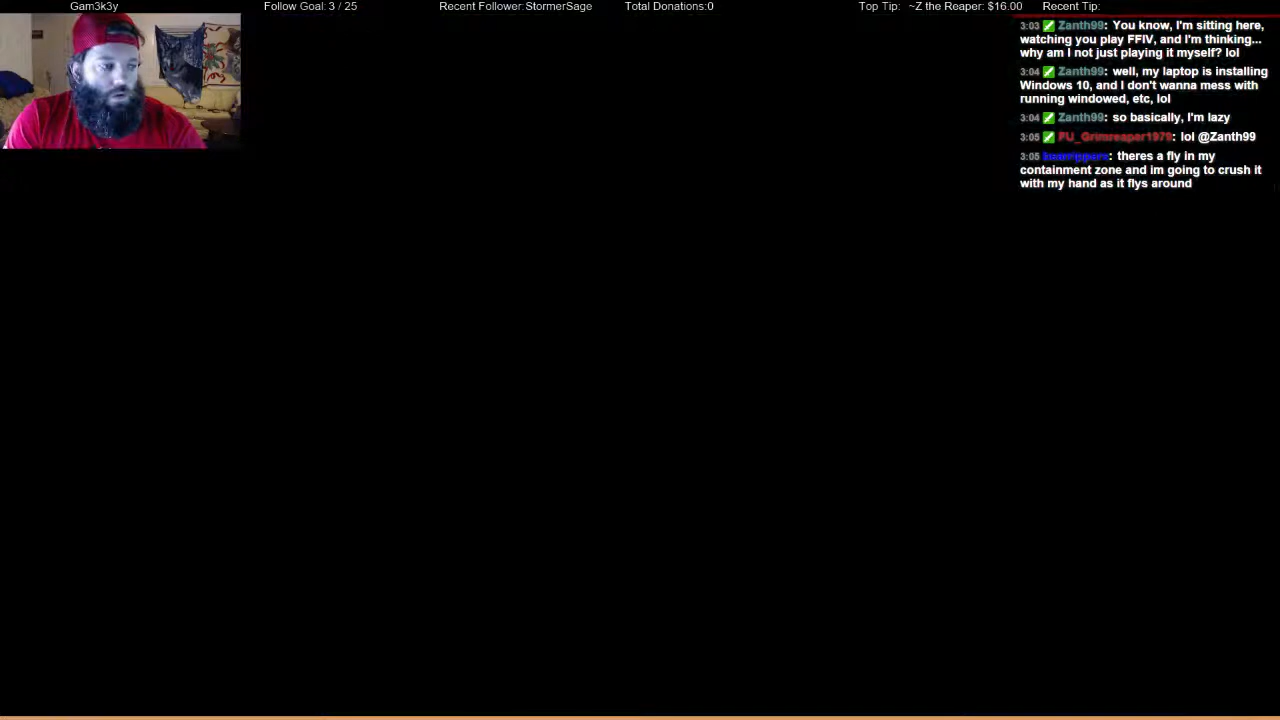 Gam3k3y Follow Goal: 3 / 25 Recent Follower:StormerSage Total Donations:0 Top Tip: ~Z the Reaper: $16.00 Recent Tip:
3:03 Zanth99: You know, I'm sitting here,
watching you play FFIV, and I'm thinking...
why am I not just playing it myself? lol
3:04 Zanth99: well, my laptop is installing
Windows 10, and I don't wanna mess with
running windowed, etc, lol
3:04 Zanth99: so basically, I'm lazy
3:05 FU_Grimreaper1979: lol @Zanth99
3:05 : theres a fly in my
containment zone and im going to crush it
with my hand as it flys around